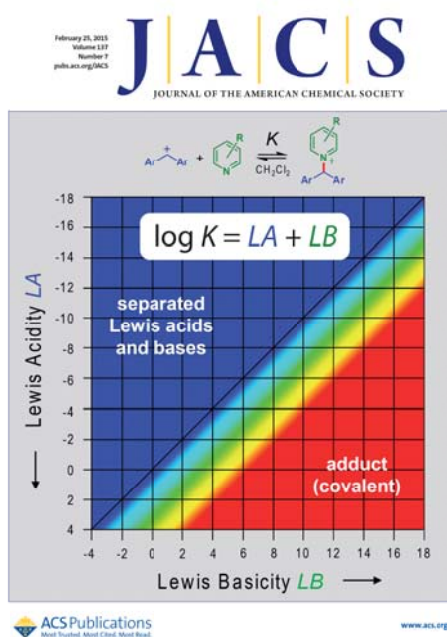 February 25, 2015
Volume 137
Number 7
pubs.acs.org/JACS
J|A|C|S
JOURNAL OF THE AMERICAN CHEMICAL SOCIETY
R
R
K
+
+
N
CH2Cl2
N+
Ar Ar
Ar Ar
-18
-18
-16
log K = LA + LB
-14
-12
separated
Lewis acids
and bases
-10
-8
-6
-4
-2
0
adduct
(covalent)
2
4
Lewis Acidity LA
-4 -2 0 2 4 6 8 10 12 14 16 18
Lewis Basicity LB
ACS Publications
Most Trusted. Most Cited. Most Read.
www.acs.org